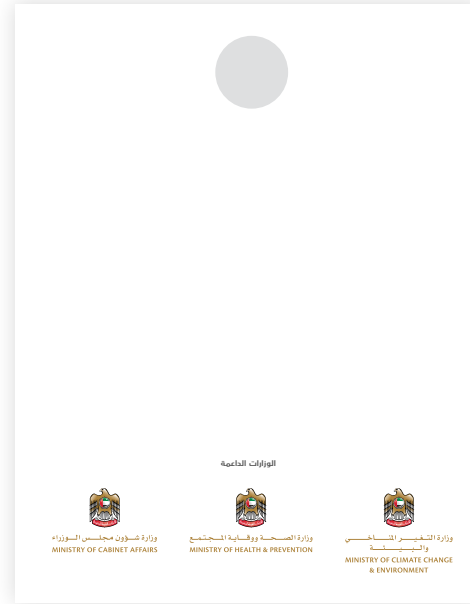 الوزارات الداعمة
وزارة التغيير المناخي
والبيئة
MINISTRY OF CLIMATE CHANGE
& ENVIRONMENT
وزارة الصحة ووقاية المجتمع
MINISTRY OF HEALTH & PREVENTION
وزارة شؤون مجلس الوزراء
MINISTRY OF CABINET AFFAIRS